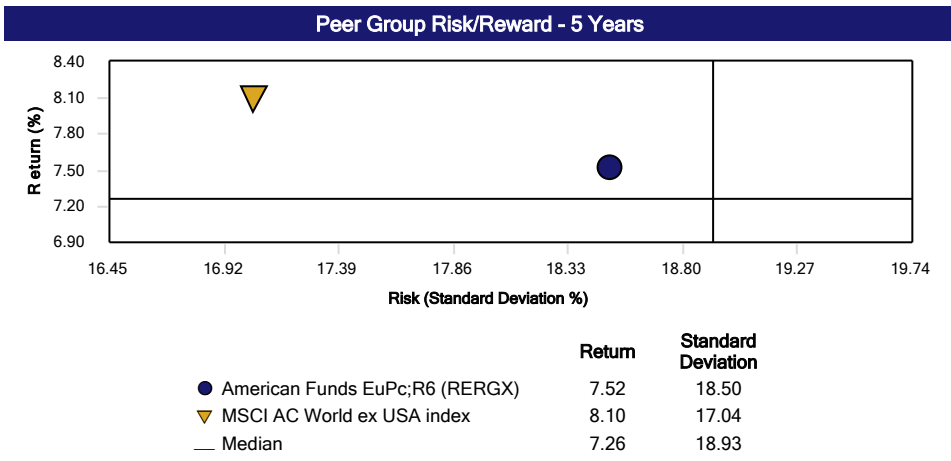 Peer Group Risk/Reward - 5 Years
8.40
8.10
7.80
7.50
7.20
6.90
R eturn (%)
16.45 16.92 17.39 17.86 18.33 18.80 19.27 19.74
Risk (Standard Deviation %)
Return Standard Deviation
American Funds EuPc;R6 (RERGX) 7.52 18.50
MSCI AC World ex USA index 8.10 17.04
Median 7.26 18.93